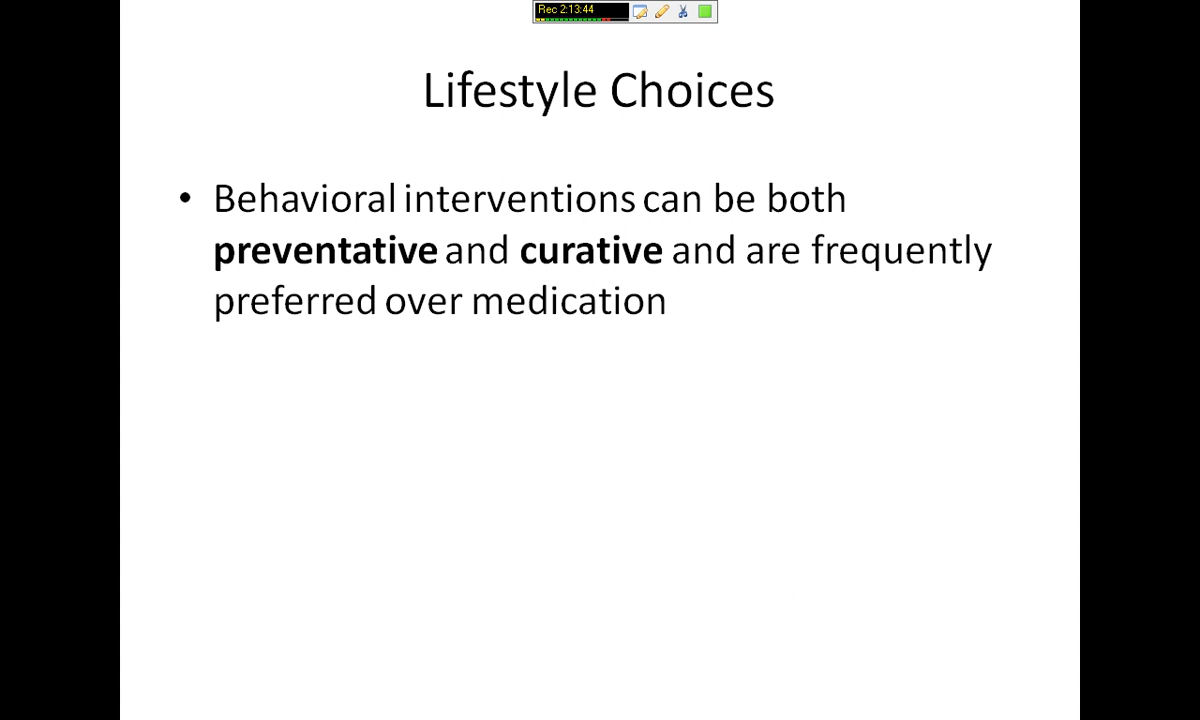 Rec 2:13:44
Lifestyle Choices
• Behavioral interventions can be both
preventative and curative and are frequently
preferred over medication